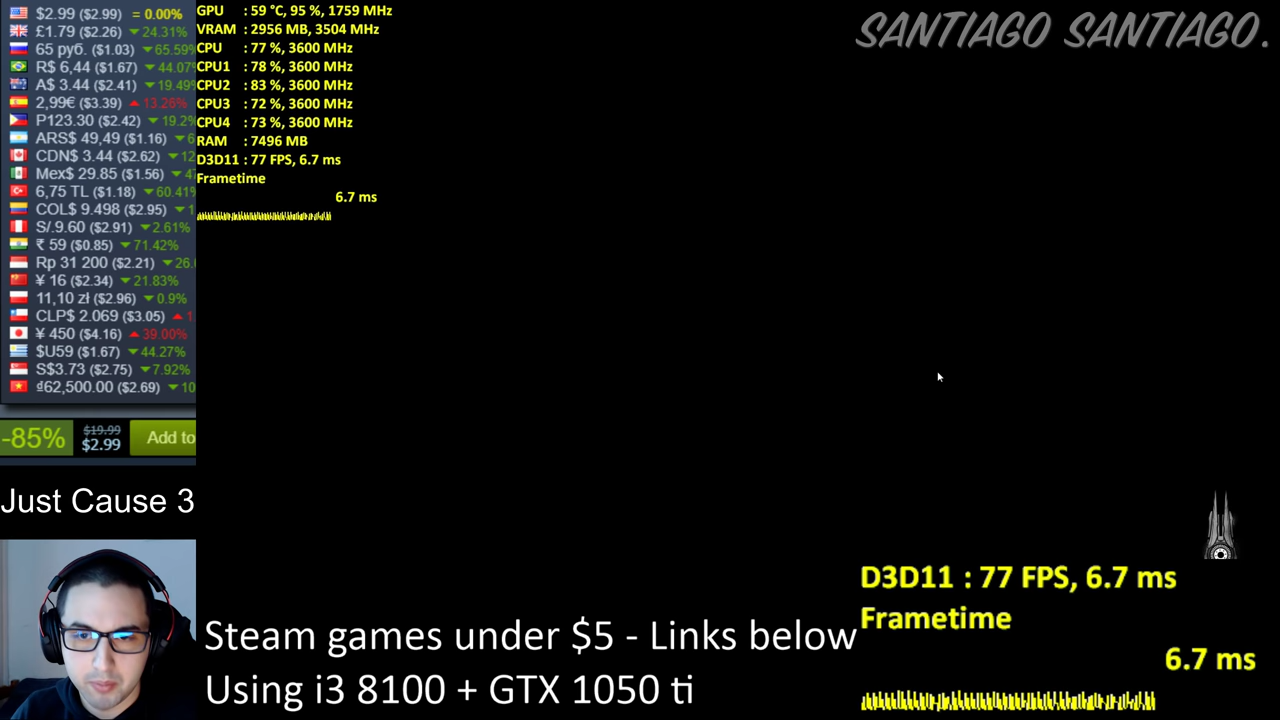 $2.99 ($2.99) = 0.00%
£1.79 ($2.26) 24.31%
65 руб. ($1.03) 65.59%
R$ 6,44 ($1.67) 44.07%
A$ 3.44 ($2.41) 19.49%
2,99€ ($3.39) 13.26%
P123.30 ($2.42) 19.2%
ARS$ 49,49 ($1.16) 6
CDN$ 3.44 ($2.62) 12
Mex$ 29.85 ($1.56) 47
6,75 TL ($1.18) 60.41%
COL$ 9.498 ($2.95) 1
S/.9.60 ($2.91) 2.61%
₹ 59 ($0.85) 71.42%
Rp 31 200 ($2.21) 26.
¥ 16 ($2.34) 21.83%
11,10 zł ($2.96) 0.9%
CLP$ 2.069 ($3.05) 1
¥ 450 ($4.16) 39.00%
$U59 ($1.67) 44.27%
S$3.73 ($2.75) 7.92%
₫62,500.00 ($2.69) 10
-85% $19.99 $2.99 Add to
Just Cause 3
GPU : 59 °C, 95 %, 1759 MHz
VRAM : 2956 MB, 3504 MHz
CPU : 77 %, 3600 MHz
CPU1 : 78 %, 3600 MHz
CPU2 : 83 %, 3600 MHz
CPU3 : 72 %, 3600 MHz
CPU4 : 73 %, 3600 MHz
RAM : 7496 MB
D3D11 : 77 FPS, 6.7 ms
Frametime
6.7 ms
SANTIAGO SANTIAGO.
D3D11 : 77 FPS, 6.7 ms
Frametime
6.7 ms
Steam games under $5 - Links below
Using i3 8100 + GTX 1050 ti